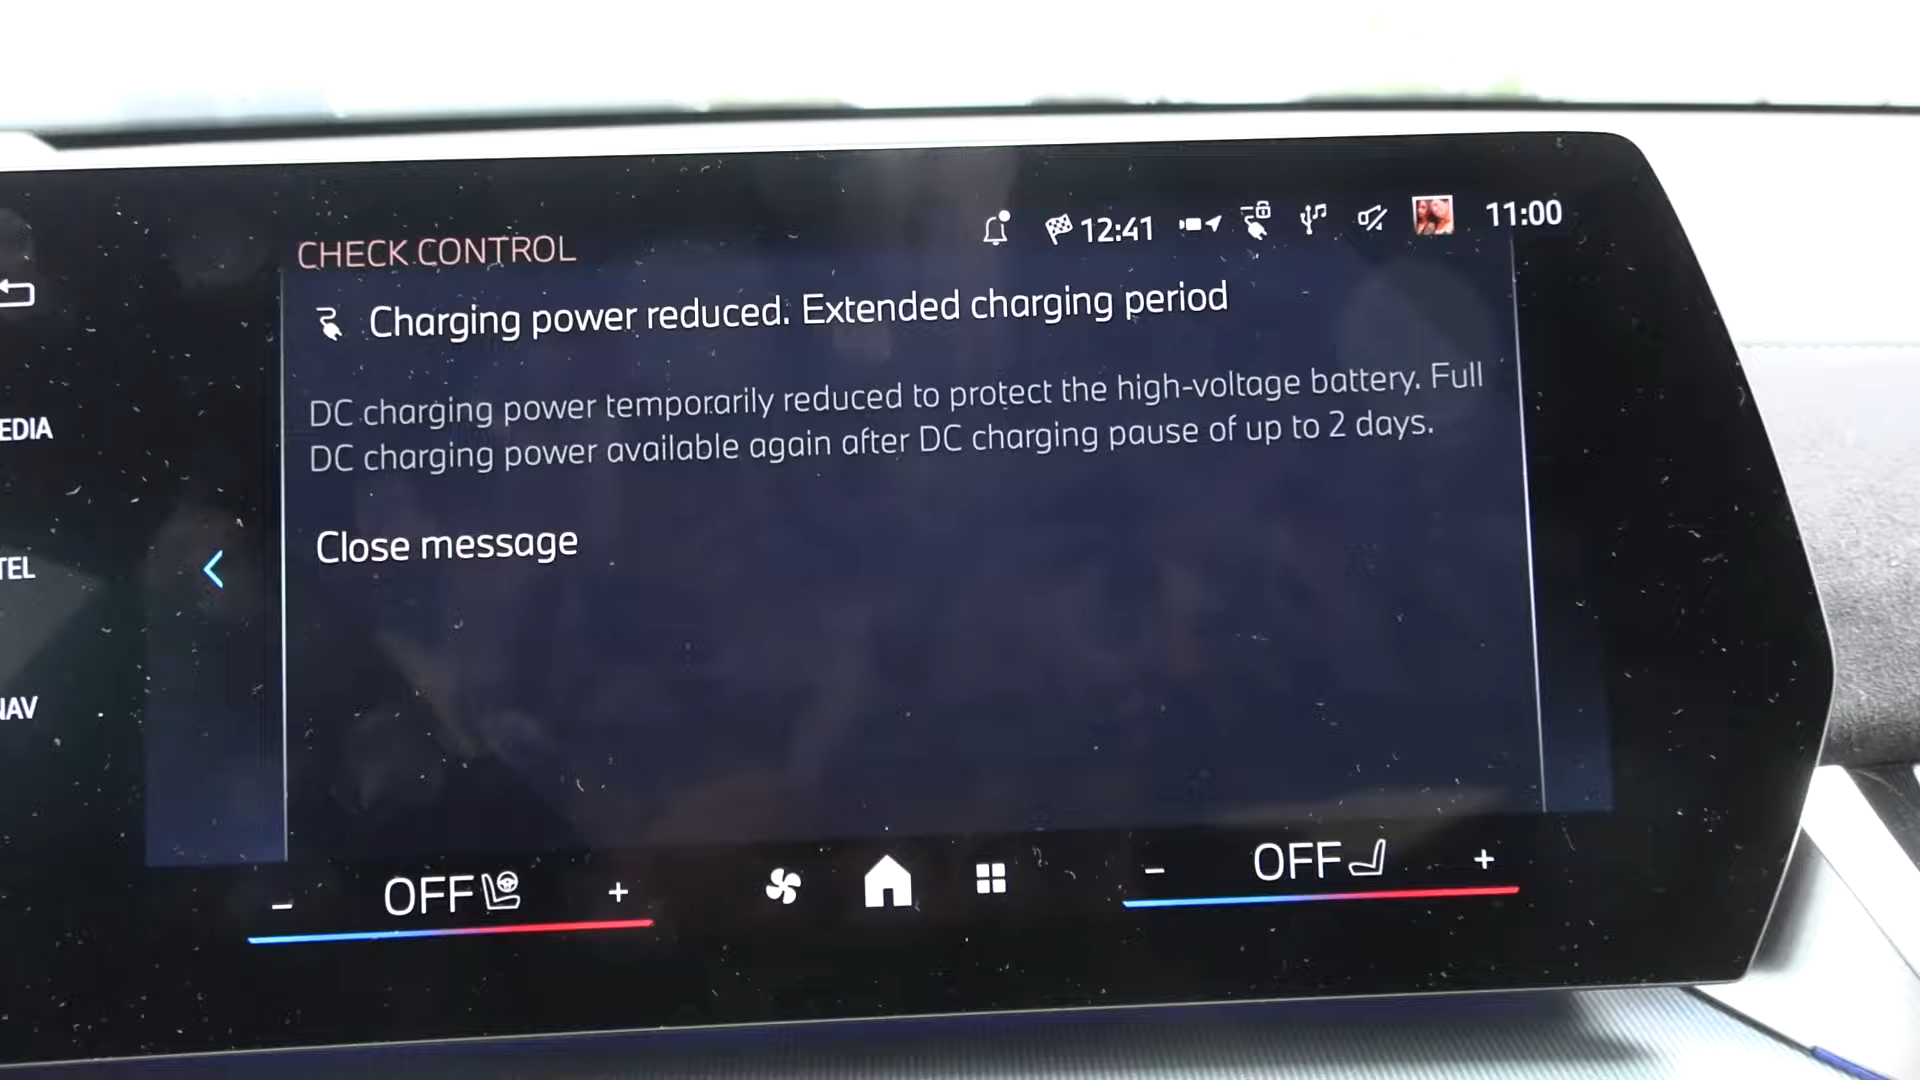 12:41
11:00
CHECK CONTROL
Charging power reduced. Extended charging period
DC charging power temporarily reduced to protect the high-voltage battery. Full
DC charging power available again after DC charging pause of up to 2 days.
EDIA
Close message
TEL
NAV
- OFF +
- OFF +